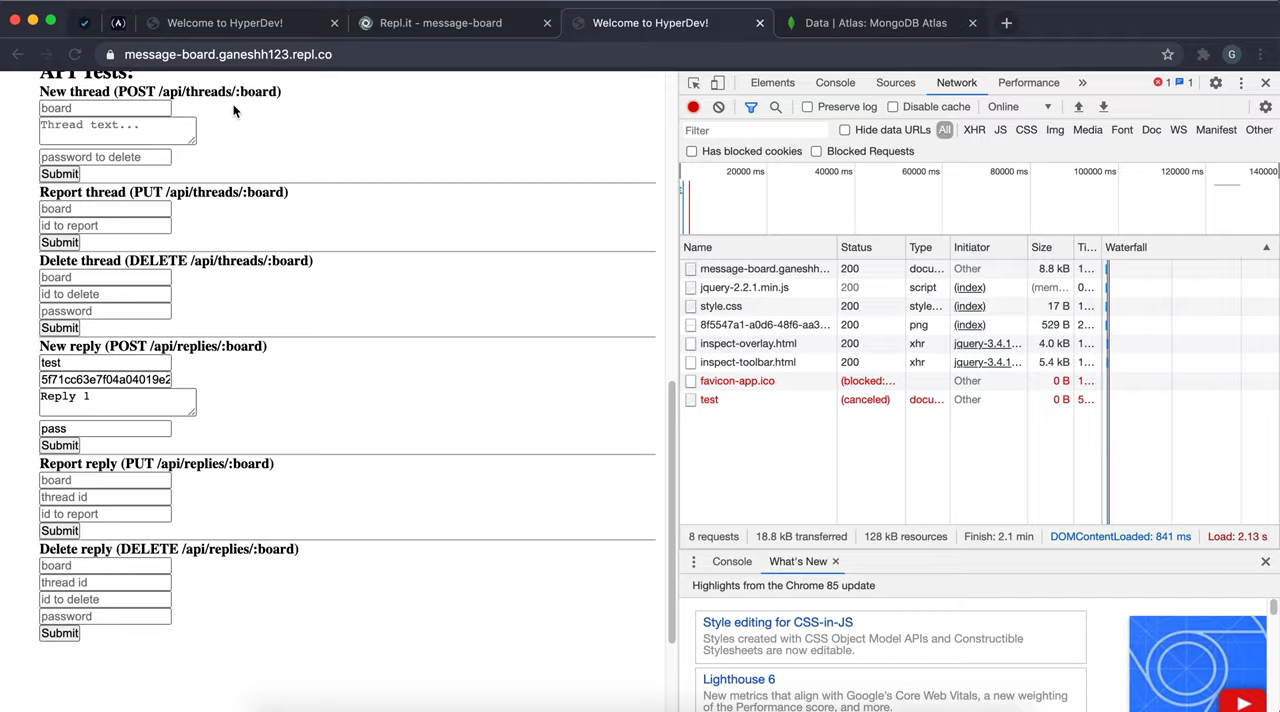 Welcome to HyperDev!
Repl.it - message-board
Welcome to HyperDev!
Data | Atlas: MongoDB Atlas
message-board.ganeshh123.repl.co
G
API Tests:
New thread (POST /api/threads/:board)
board
Thread text...
password to delete
Submit
Report thread (PUT /api/threads/:board)
board
id to report
Submit
Delete thread (DELETE /api/threads/:board)
board
id to delete
password
Submit
New reply (POST /api/replies/:board)
test
5f71cc63e7f04a04019e2
Reply 1
pass
Submit
Report reply (PUT /api/replies/:board)
board
thread id
id to report
Submit
Delete reply (DELETE /api/replies/:board)
board
thread id
id to delete
password
Submit
Elements Console Sources Network Performance » 1 1
Preserve log Disable cache Online
Filter Hide data URLs All XHR JS CSS Img Media Font Doc WS Manifest Other
Has blocked cookies Blocked Requests
20000 ms 40000 ms 60000 ms 80000 ms 100000 ms 120000 ms 140000
Name Status Type Initiator Size Ti... Waterfall
message-board.ganeshh... 200 docu... Other 8.8 kB 1...
jquery-2.2.1.min.js 200 script (index) (mem... 0...
style.css 200 style... (index) 17 B 1...
8f5547a1-a0d6-48f6-aa3... 200 png (index) 529 B 2...
inspect-overlay.html 200 xhr jquery-3.4.1... 4.0 kB 1...
inspect-toolbar.html 200 xhr jquery-3.4.1... 5.4 kB 1...
favicon-app.ico (blocked:... Other 0 B 1...
test (canceled) docu... Other 0 B 5...
8 requests 18.8 kB transferred 128 kB resources Finish: 2.1 min DOMContentLoaded: 841 ms Load: 2.13 s
Console What's New ×
Highlights from the Chrome 85 update
Style editing for CSS-in-JS
Styles created with CSS Object Model APIs and Constructible
Stylesheets are now editable.
Lighthouse 6
New metrics that align with Google's Core Web Vitals, a new weighting
of the Performance score, and more.